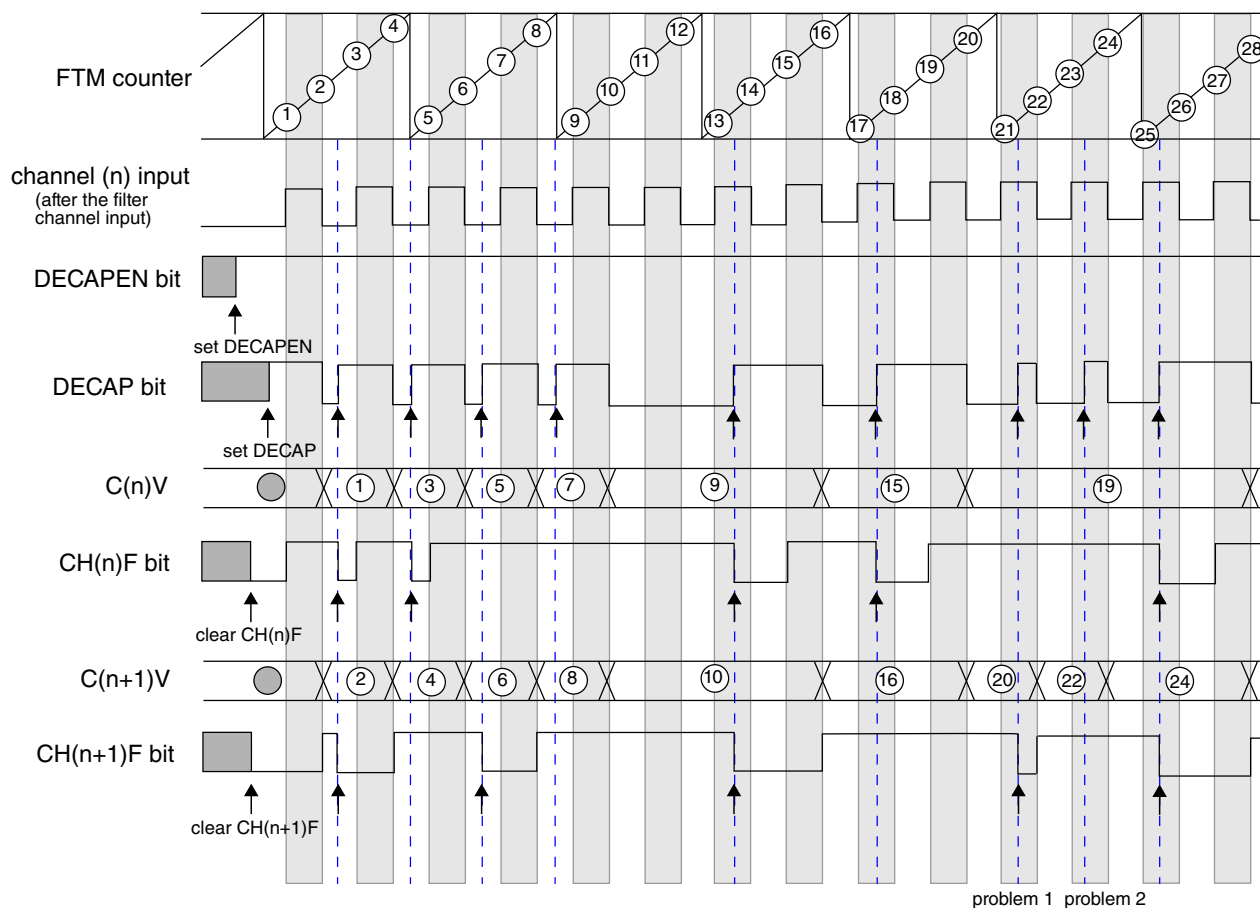 FTM counter
1 2 3 4 5 6 7 8 9 10 11 12 13 14 15 16 17 18 19 20 21 22 23 24 25 26 27 28
channel (n) input
(after the filter
channel input)
DECAPEN bit
set DECAPEN
DECAP bit
set DECAP
C(n)V
1 3 5 7 9 15 19
CH(n)F bit
clear CH(n)F
C(n+1)V
2 4 6 8 10 16 20 22 24
CH(n+1)F bit
clear CH(n+1)F
problem 1 problem 2